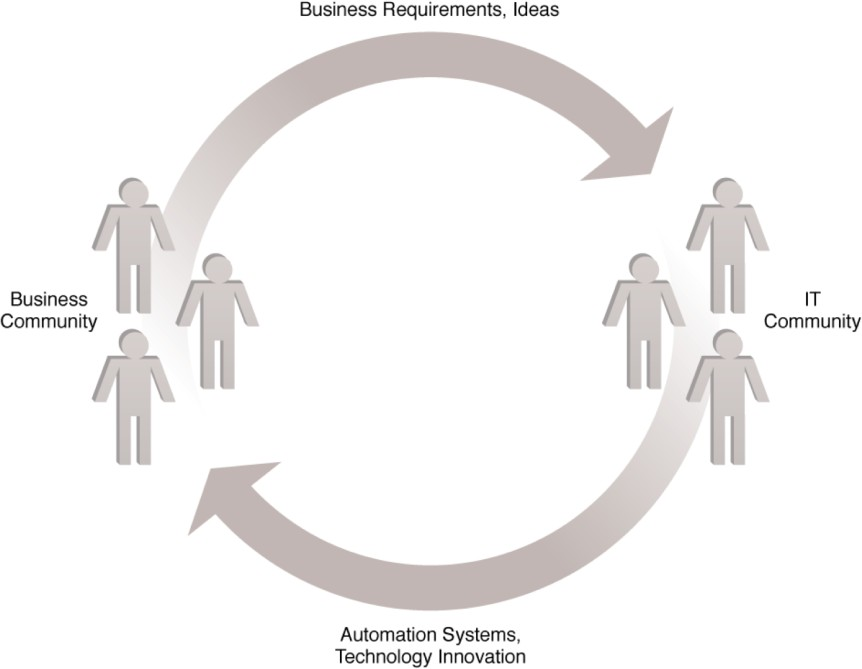 Business Requirements, Ideas
Business
Community
IT
Community
Automation Systems,
Technology Innovation